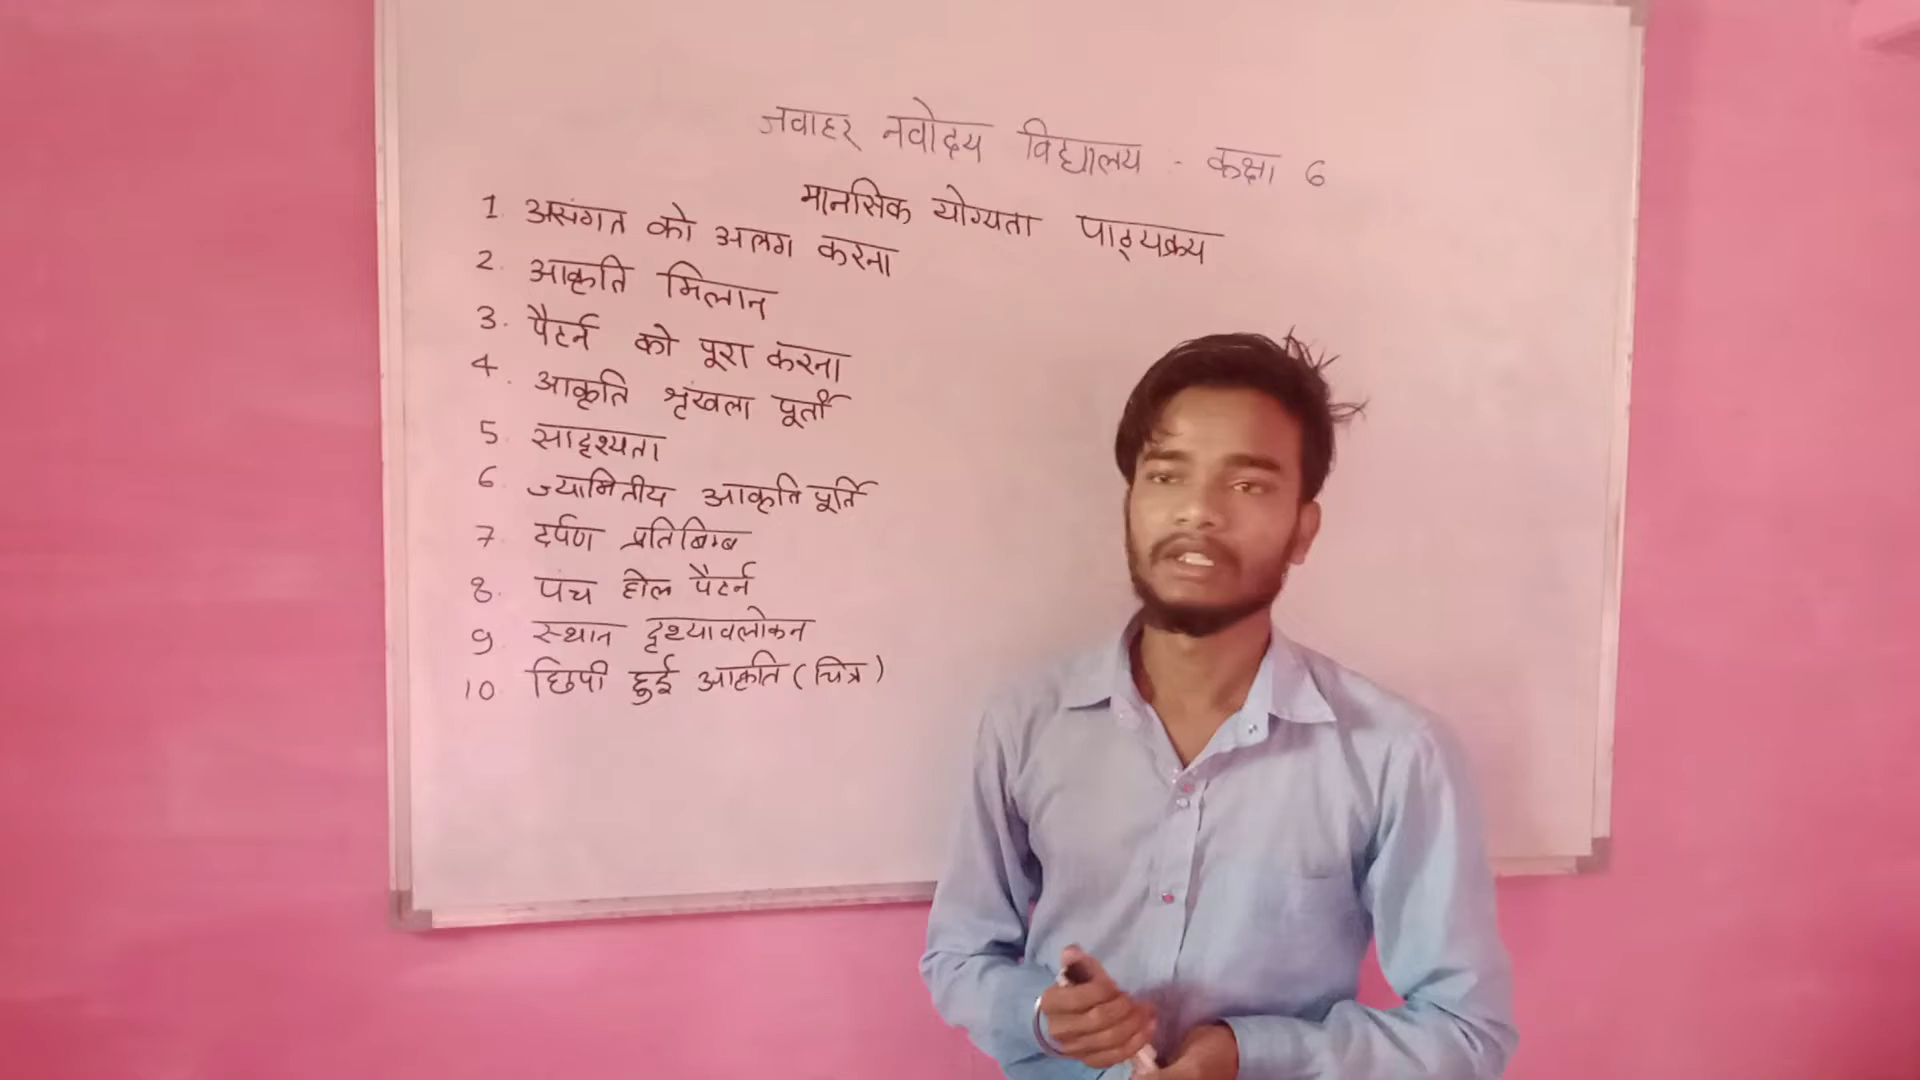 जवाहर नवोदय विद्यालय - कक्षा 6
मानसिक योग्यता पाठ्यक्रय
1. असंगत को अलग करना
2. आकृति मिलान
3. पैटर्न को पूरा करना
4. आकृति श्रृंखला पूर्ती
5. सादृश्यता
6. ज्यामितीय आकृति पूर्ति
7. दर्पण प्रतिबिम्ब
8. पंच होल पैटर्न
9. स्थान दृश्यावलोकन
10. छिपी हुई आकृति (चित्र)